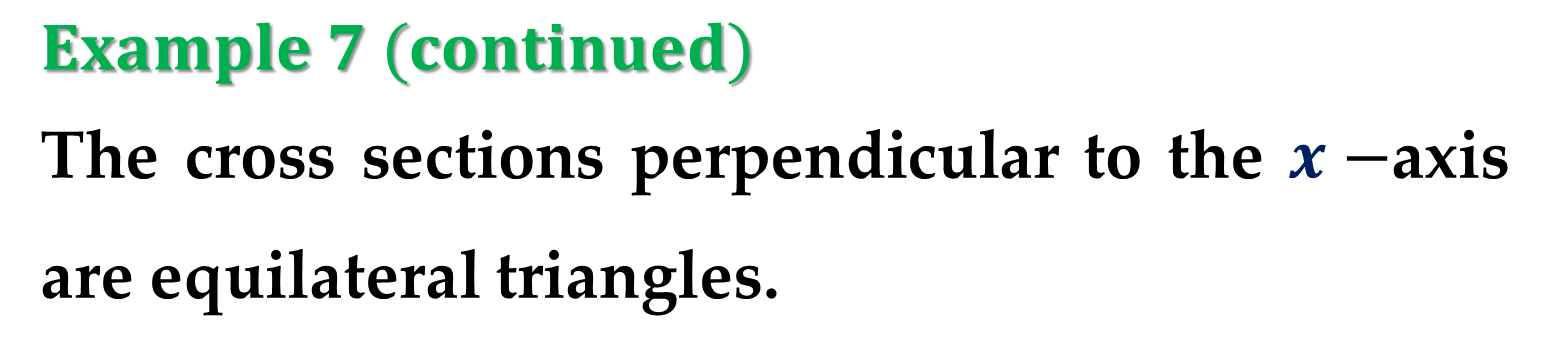 Example 7 (continued)
The cross sections perpendicular to the x −axis
are equilateral triangles.